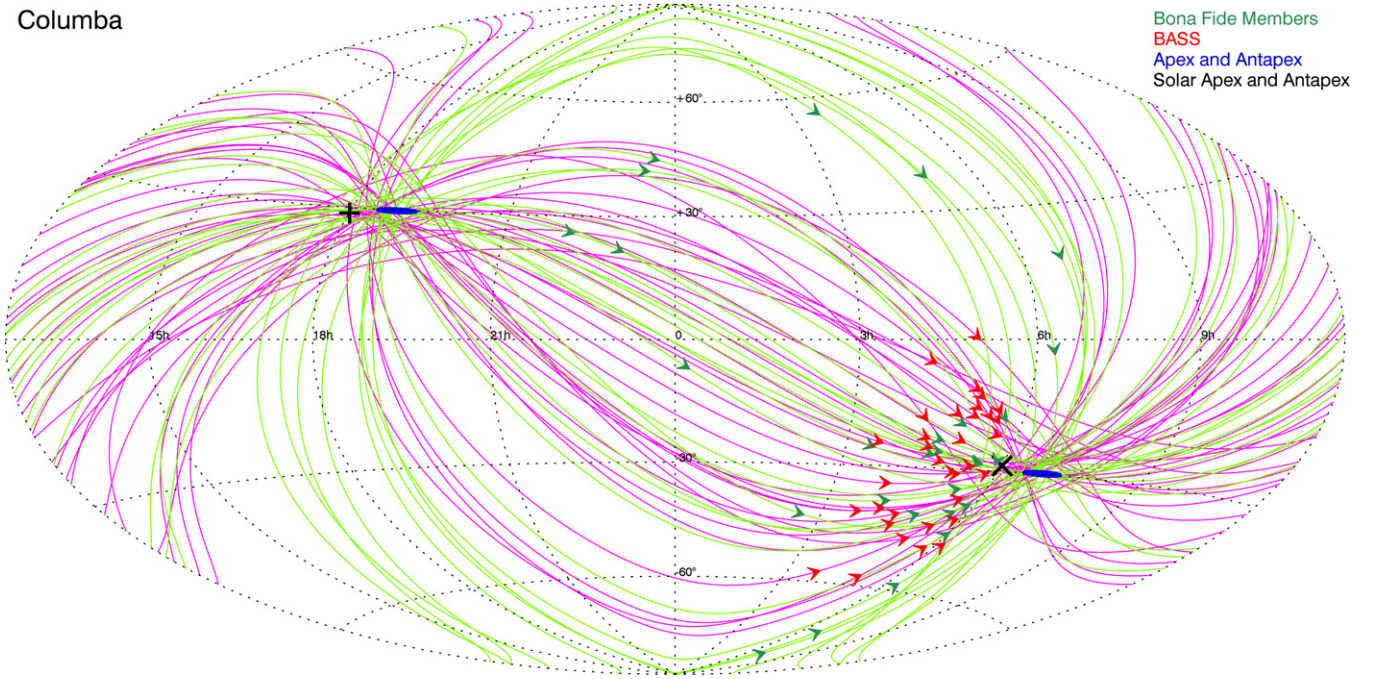 Columba
Bona Fide Members
BASS
Apex and Antapex
Solar Apex and Antapex
+60°
+30°
15h 18h 21h 0 3h 6h 9h
-30°
-60°